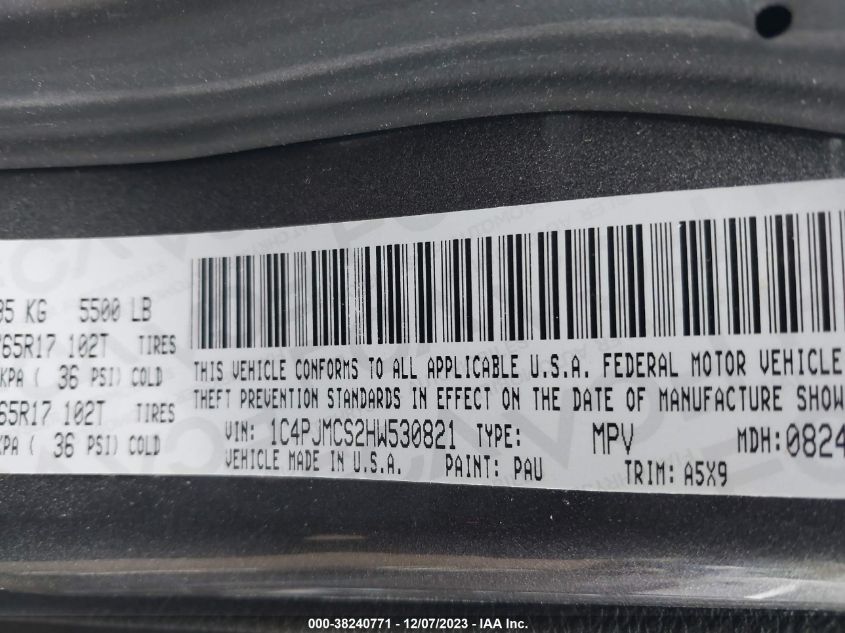 95 KG 5500 LB
/65R17 102T TIRES
KPA ( 36 PSI) COLD
65R17 102T TIRES
KPA ( 36 PSI) COLD
THIS VEHICLE CONFORMS TO ALL APPLICABLE U.S.A. FEDERAL MOTOR VEHICLE
THEFT PREVENTION STANDARDS IN EFFECT ON THE DATE OF MANUFACTURE SHOW
VIN: 1C4PJMCS2HW530821 TYPE: MPV MDH: 0824
VEHICLE MADE IN U.S.A. PAINT: PAU TRIM: A5X9
000-38240771 - 12/07/2023 - IAA Inc.